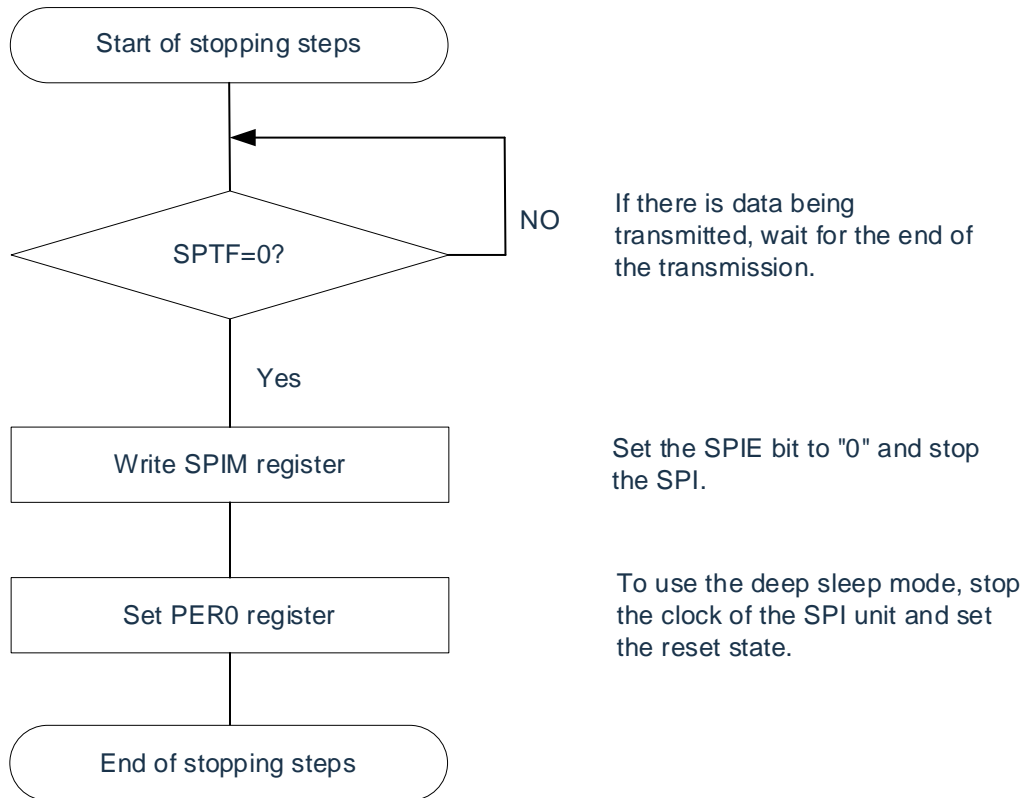 Start of stopping steps
SPTF=0?
NO
If there is data being
transmitted, wait for the end of
the transmission.
Yes
Write SPIM register
Set the SPIE bit to "0" and stop
the SPI.
Set PER0 register
To use the deep sleep mode, stop
the clock of the SPI unit and set
the reset state.
End of stopping steps